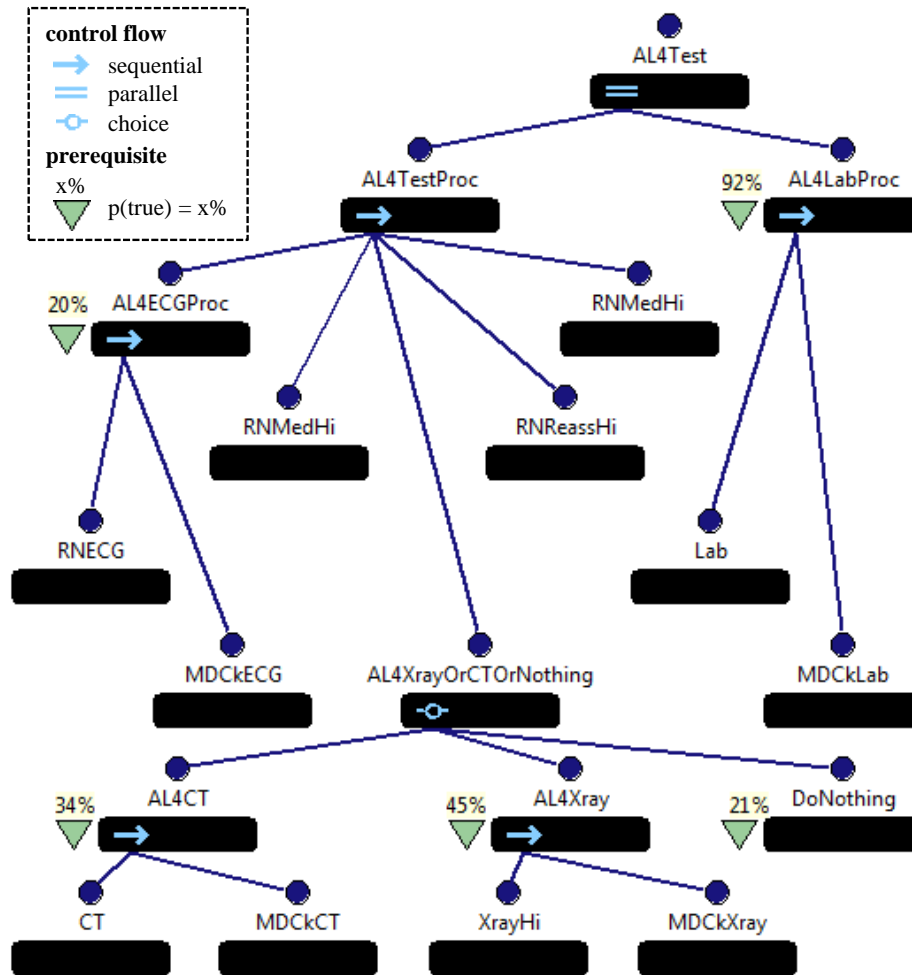 control flow
sequential
parallel
choice
prerequisite
x%
p(true) = x%
AL4Test
AL4TestProc
92%
AL4LabProc
20%
AL4ECGProc
RNMedHi
RNMedHi
RNReassHi
RNECG
Lab
MDCkECG
AL4XrayOrCTOrNothing
MDCkLab
34%
AL4CT
45%
AL4Xray
21%
DoNothing
CT
MDCkCT
XrayHi
MDCkXray